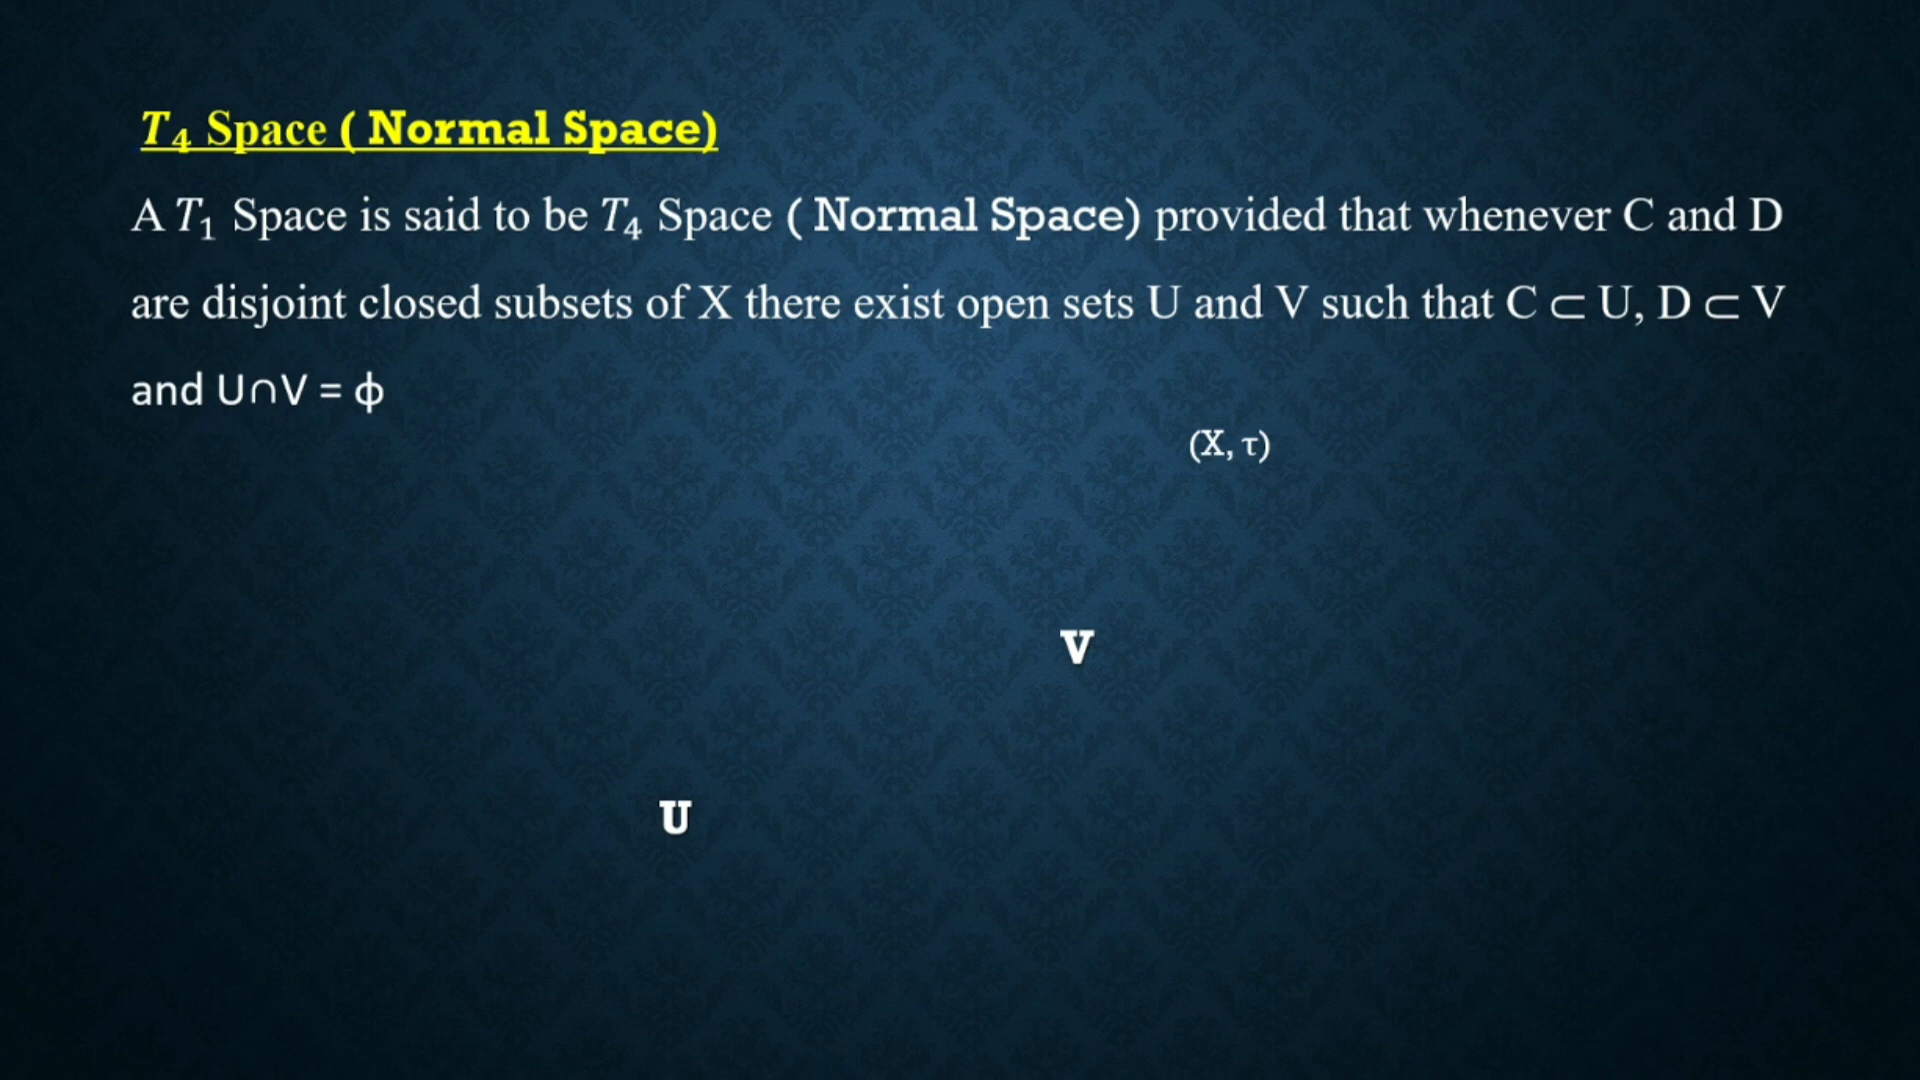 T₄ Space ( Normal Space)
A T₁ Space is said to be T₄ Space ( Normal Space) provided that whenever C and D
are disjoint closed subsets of X there exist open sets U and V such that C ⊂ U, D ⊂ V
and U∩V = ϕ
(X, τ)
V
U